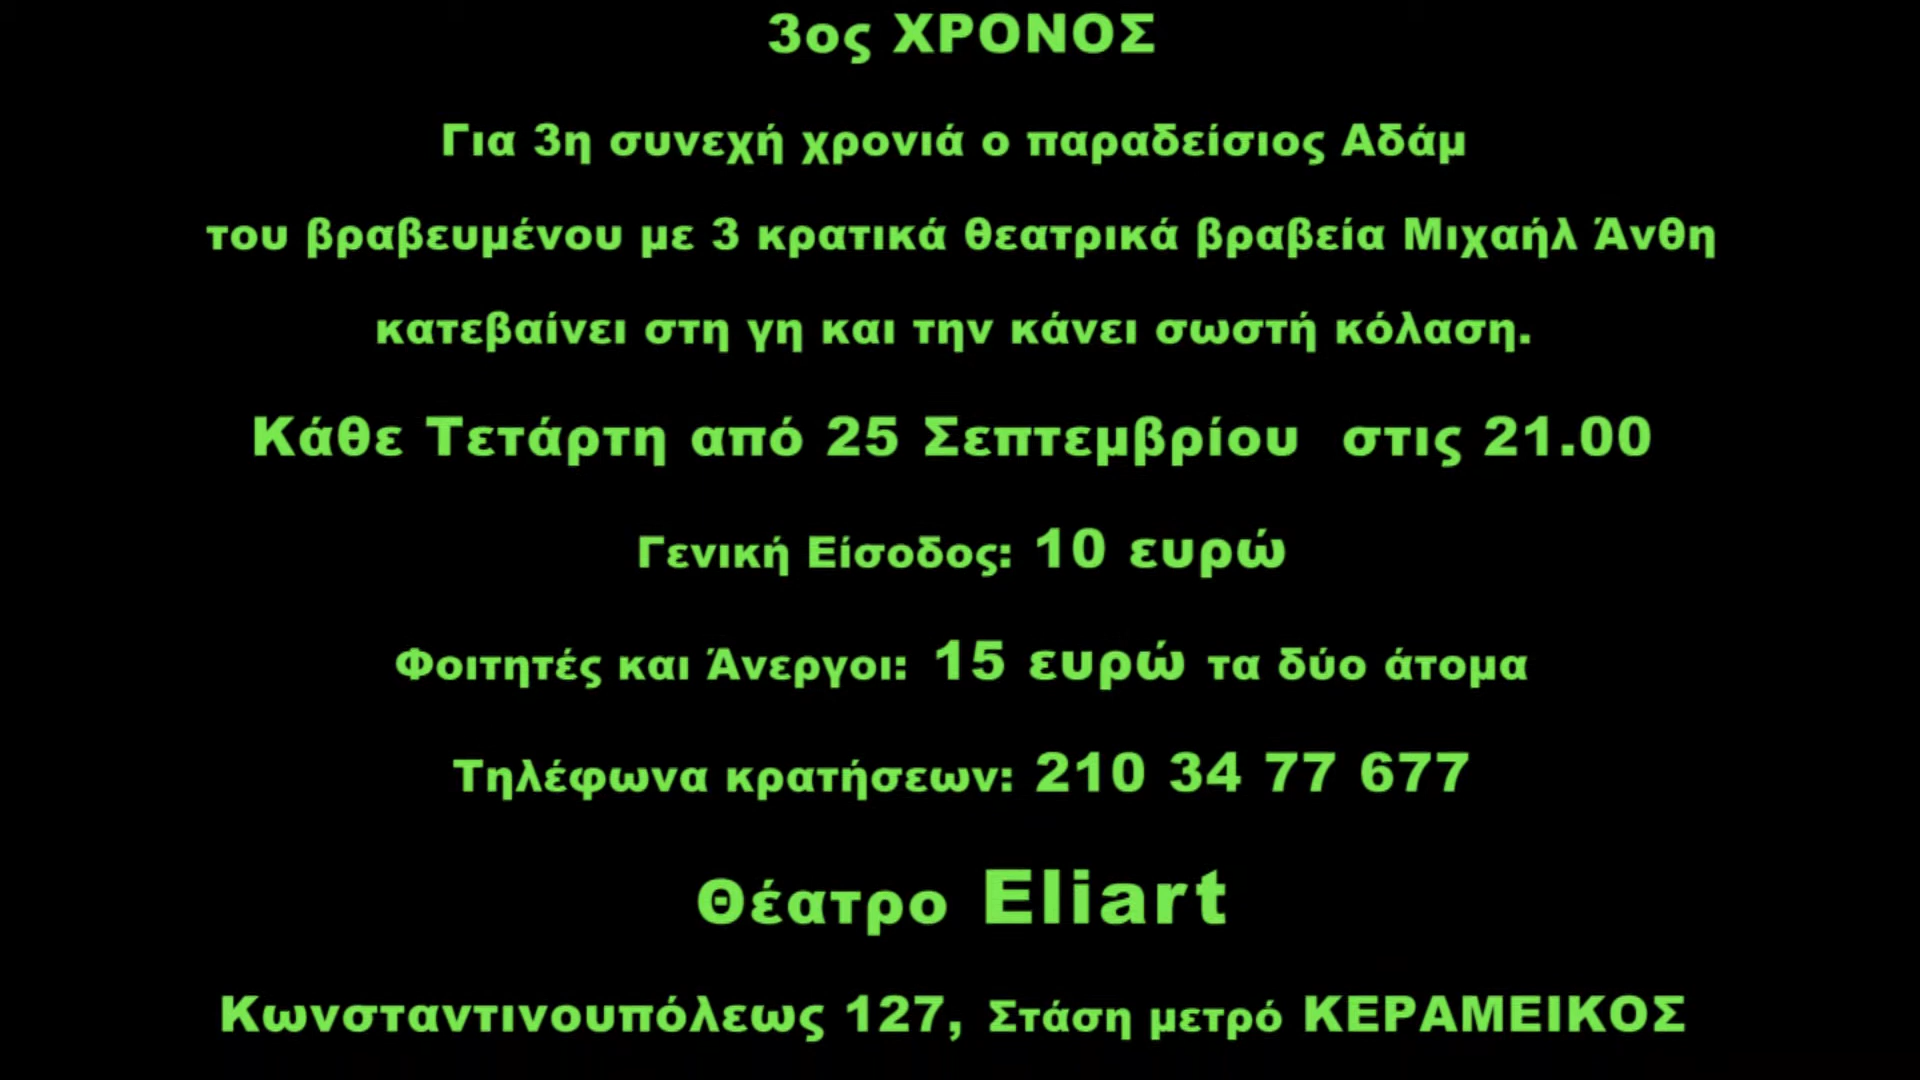 3ος ΧΡΟΝΟΣ
Για 3η συνεχή χρονιά ο παραδείσιος Αδάμ
του βραβευμένου με 3 κρατικά θεατρικά βραβεία Μιχαήλ Άνθη
κατεβαίνει στη γη και την κάνει σωστή κόλαση.
Κάθε Τετάρτη από 25 Σεπτεμβρίου στις 21.00
Γενική Είσοδος: 10 ευρώ
Φοιτητές και Άνεργοι: 15 ευρώ τα δύο άτομα
Τηλέφωνα κρατήσεων: 210 34 77 677
Θέατρο Eliart
Κωνσταντινουπόλεως 127, Στάση μετρό ΚΕΡΑΜΕΙΚΟΣ